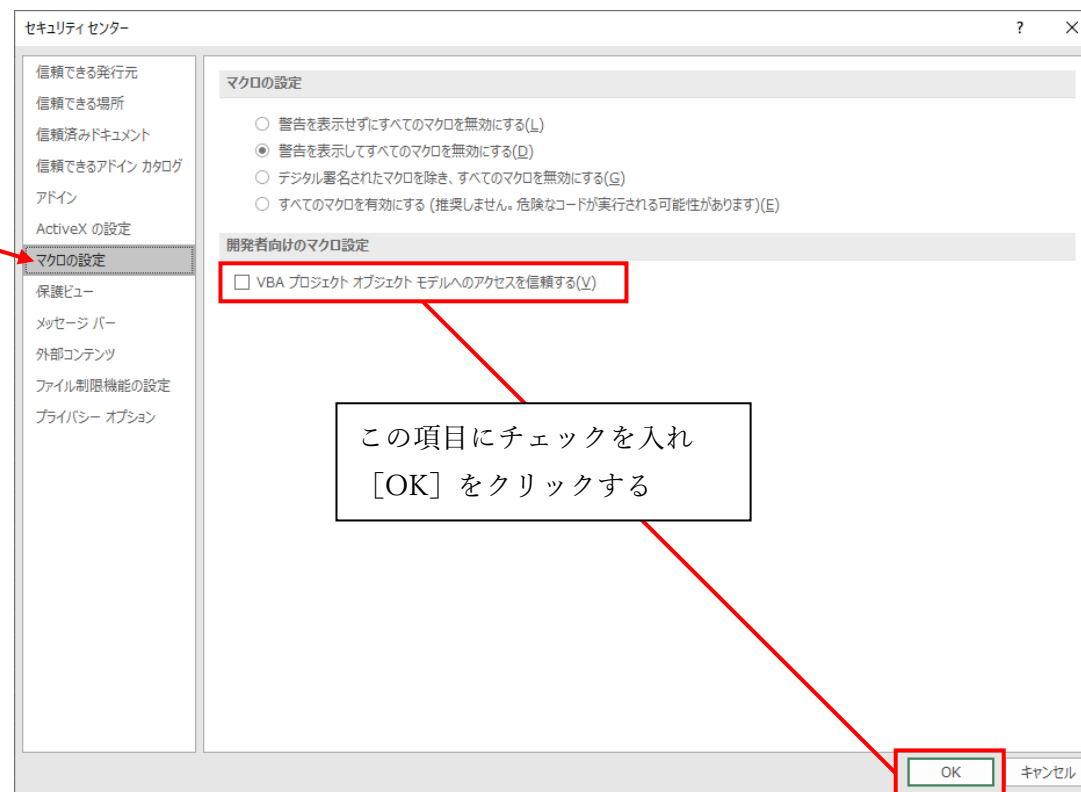 セキュリティ センター
?
×
信頼できる発行元
信頼できる場所
信頼済みドキュメント
信頼できるアドイン カタログ
アドイン
ActiveX の設定
マクロの設定
保護ビュー
メッセージ バー
外部コンテンツ
ファイル制限機能の設定
プライバシー オプション
マクロの設定
警告を表示せずにすべてのマクロを無効にする(L)
警告を表示してすべてのマクロを無効にする(D)
デジタル署名されたマクロを除き、すべてのマクロを無効にする(G)
すべてのマクロを有効にする (推奨しません。危険なコードが実行される可能性があります)(E)
開発者向けのマクロ設定
VBA プロジェクト オブジェクト モデルへのアクセスを信頼する(V)
この項目にチェックを入れ
［OK］をクリックする
OK
キャンセル